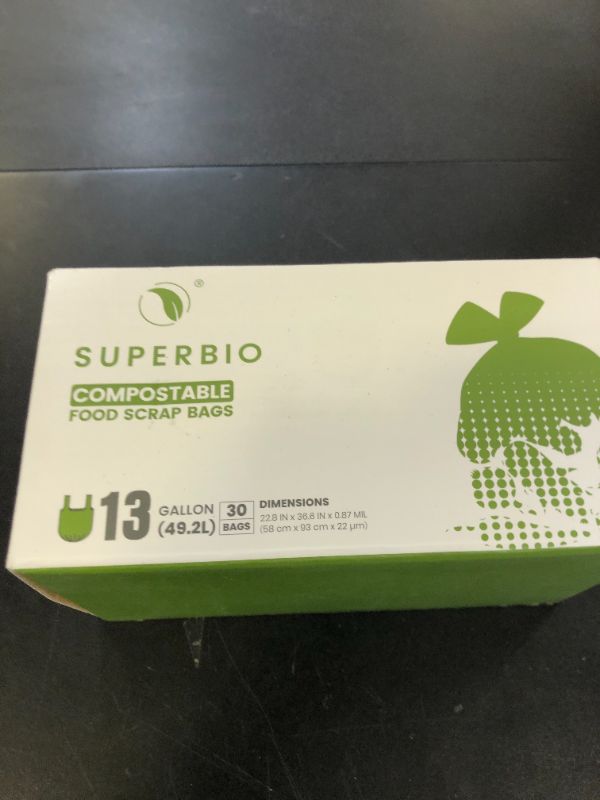 ®
SUPERBIO
COMPOSTABLE
FOOD SCRAP BAGS
13 GALLON (49.2L)
30 BAGS
DIMENSIONS
22.8 IN x 36.6 IN x 0.87 MIL
(58 cm x 93 cm x 22 µm)